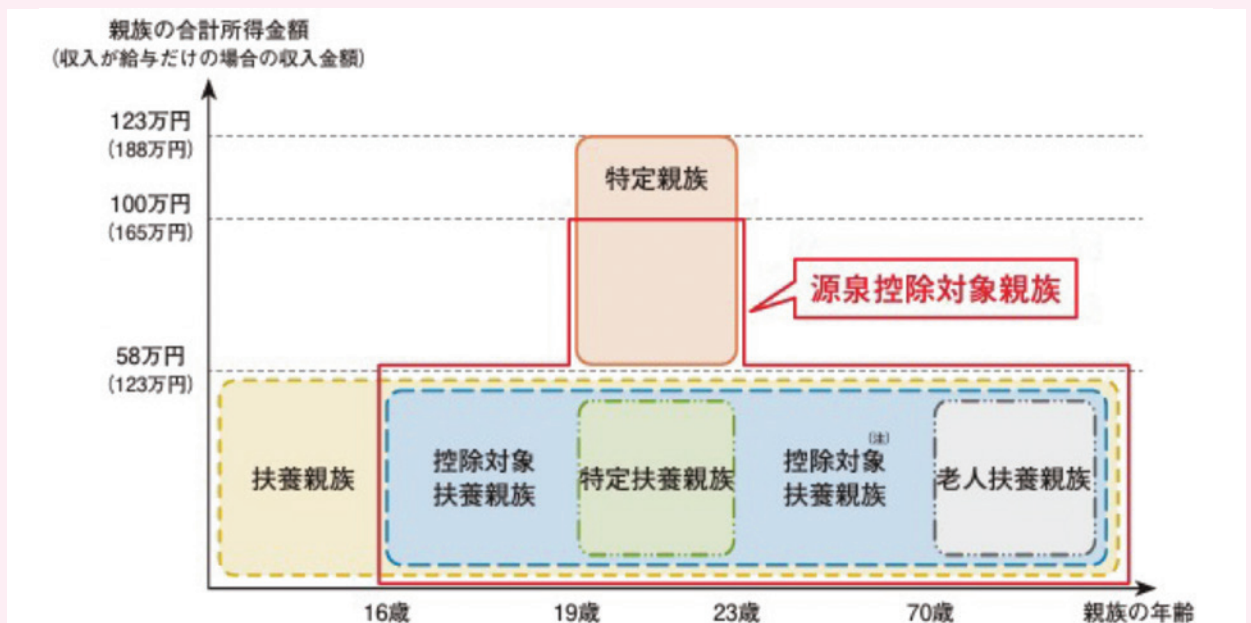 親族の合計所得金額
(収入が給与だけの場合の収入金額)
123万円
(188万円)
特定親族
100万円
(165万円)
源泉控除対象親族
58万円
(123万円)
扶養親族
控除対象
扶養親族
特定扶養親族
控除対象(注)
扶養親族
老人扶養親族
16歳
19歳
23歳
70歳
親族の年齢